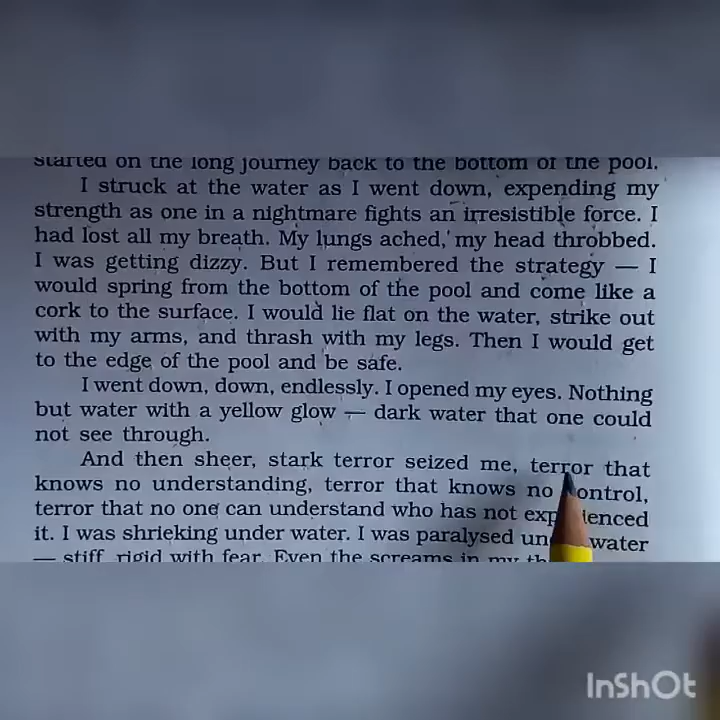 started on the long journey back to the bottom of the pool.
I struck at the water as I went down, expending my
strength as one in a nightmare fights an irresistible force. I
had lost all my breath. My lungs ached, my head throbbed.
I was getting dizzy. But I remembered the strategy — I
would spring from the bottom of the pool and come like a
cork to the surface. I would lie flat on the water, strike out
with my arms, and thrash with my legs. Then I would get
to the edge of the pool and be safe.
I went down, down, endlessly. I opened my eyes. Nothing
but water with a yellow glow — dark water that one could
not see through.
And then sheer, stark terror seized me, terror that
knows no understanding, terror that knows no control,
terror that no one can understand who has not experienced
it. I was shrieking under water. I was paralysed under water
— stiff, rigid with fear. Even the screams in my
InShOt